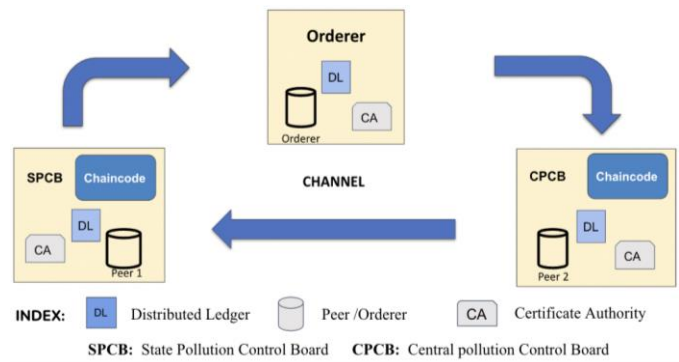 Orderer
DL
CA
Orderer
SPCB
Chaincode
DL
CA
Peer 1
CHANNEL
CPCB
Chaincode
DL
CA
Peer 2
INDEX: DL Distributed Ledger Peer /Orderer CA Certificate Authority
SPCB: State Pollution Control Board CPCB: Central pollution Control Board